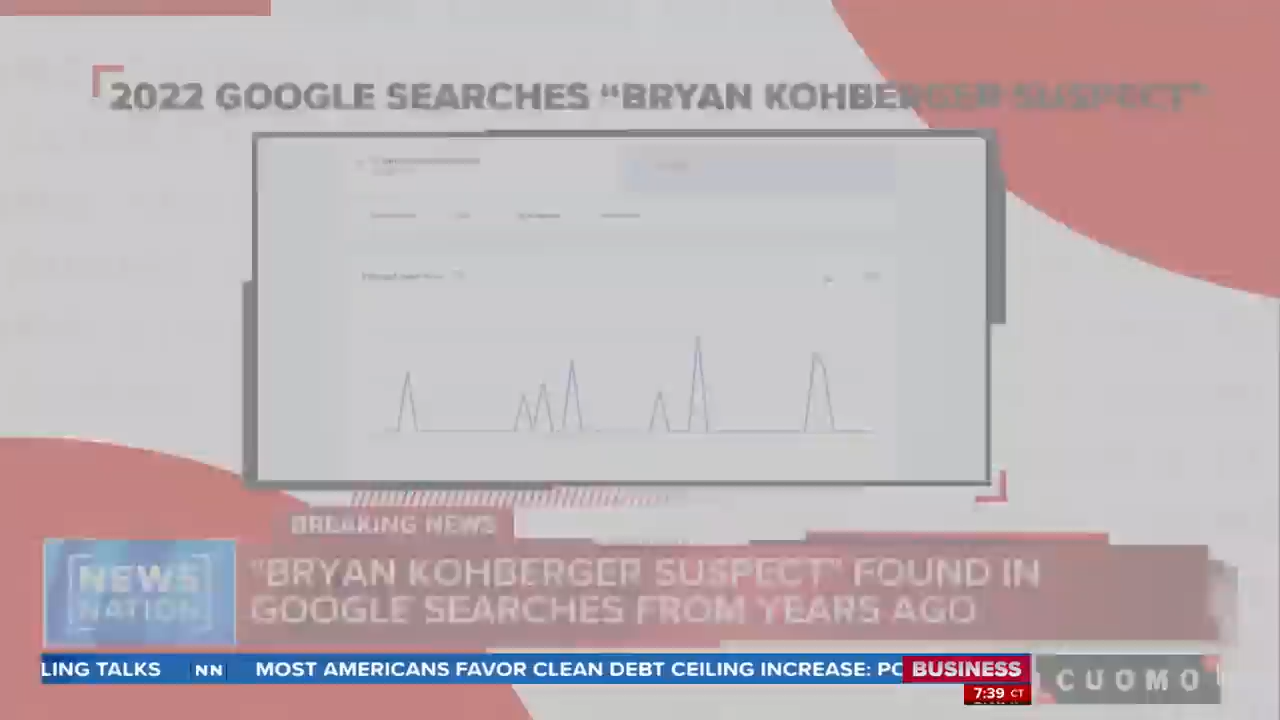 2022 GOOGLE SEARCHES “BRYAN KOHBERGER SUSPECT”
BREAKING NEWS
NEWS
NATION
"BRYAN KOHBERGER SUSPECT" FOUND IN
GOOGLE SEARCHES FROM YEARS AGO
LING TALKS NN MOST AMERICANS FAVOR CLEAN DEBT CEILING INCREASE: PO
BUSINESS
CUOMO
7:39 CT